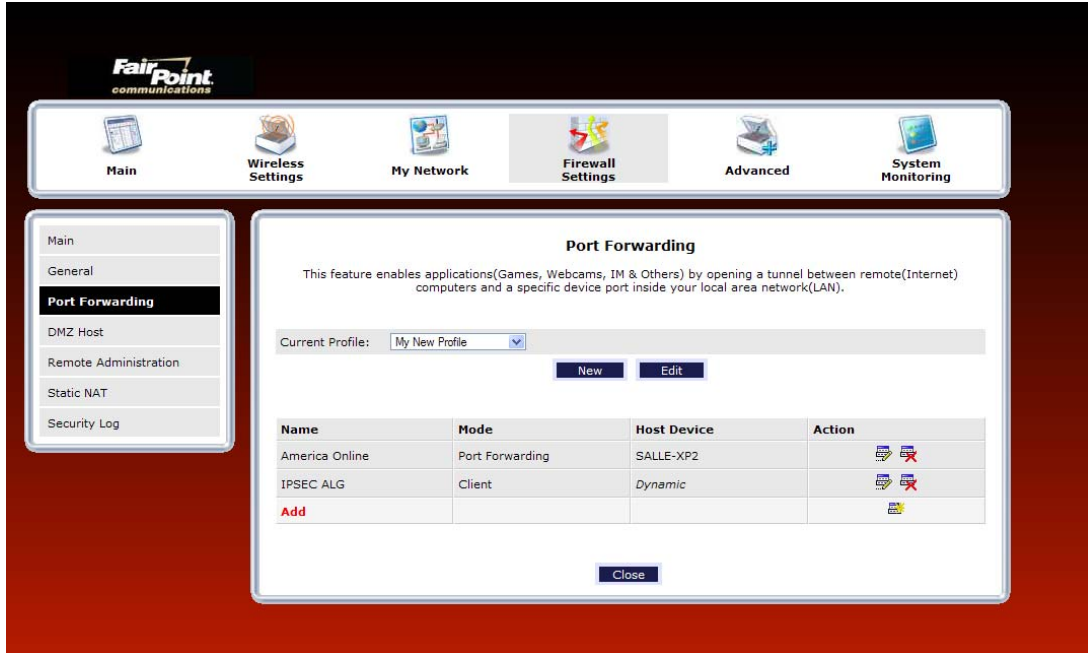 FairPoint.
communications
Main
Wireless
Settings
My Network
Firewall
Settings
Advanced
System
Monitoring
Main
General
Port Forwarding
DMZ Host
Remote Administration
Static NAT
Security Log
Port Forwarding
This feature enables applications(Games, Webcams, IM & Others) by opening a tunnel between remote(Internet)
computers and a specific device port inside your local area network(LAN).
Current Profile: My New Profile
New Edit
Name Mode Host Device Action
America Online Port Forwarding SALLE-XP2
IPSEC ALG Client Dynamic
Add
Close